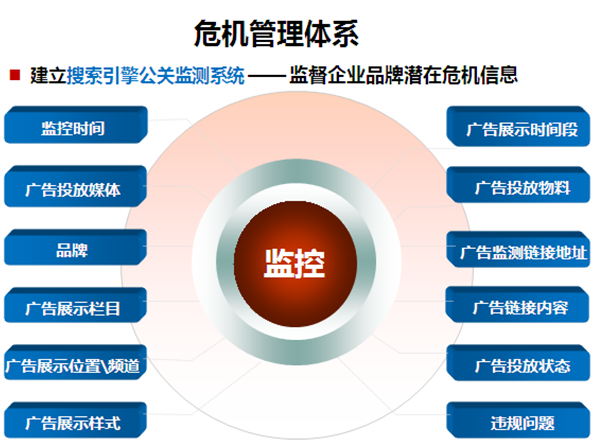 危机管理体系
■ 建立搜索引擎公关监测系统——监督企业品牌潜在危机信息
监控时间
广告投放媒体
品牌
广告展示栏目
广告展示位置\频道
广告展示样式
监控
广告展示时间段
广告投放物料
广告监测链接地址
广告链接内容
广告投放状态
违规问题